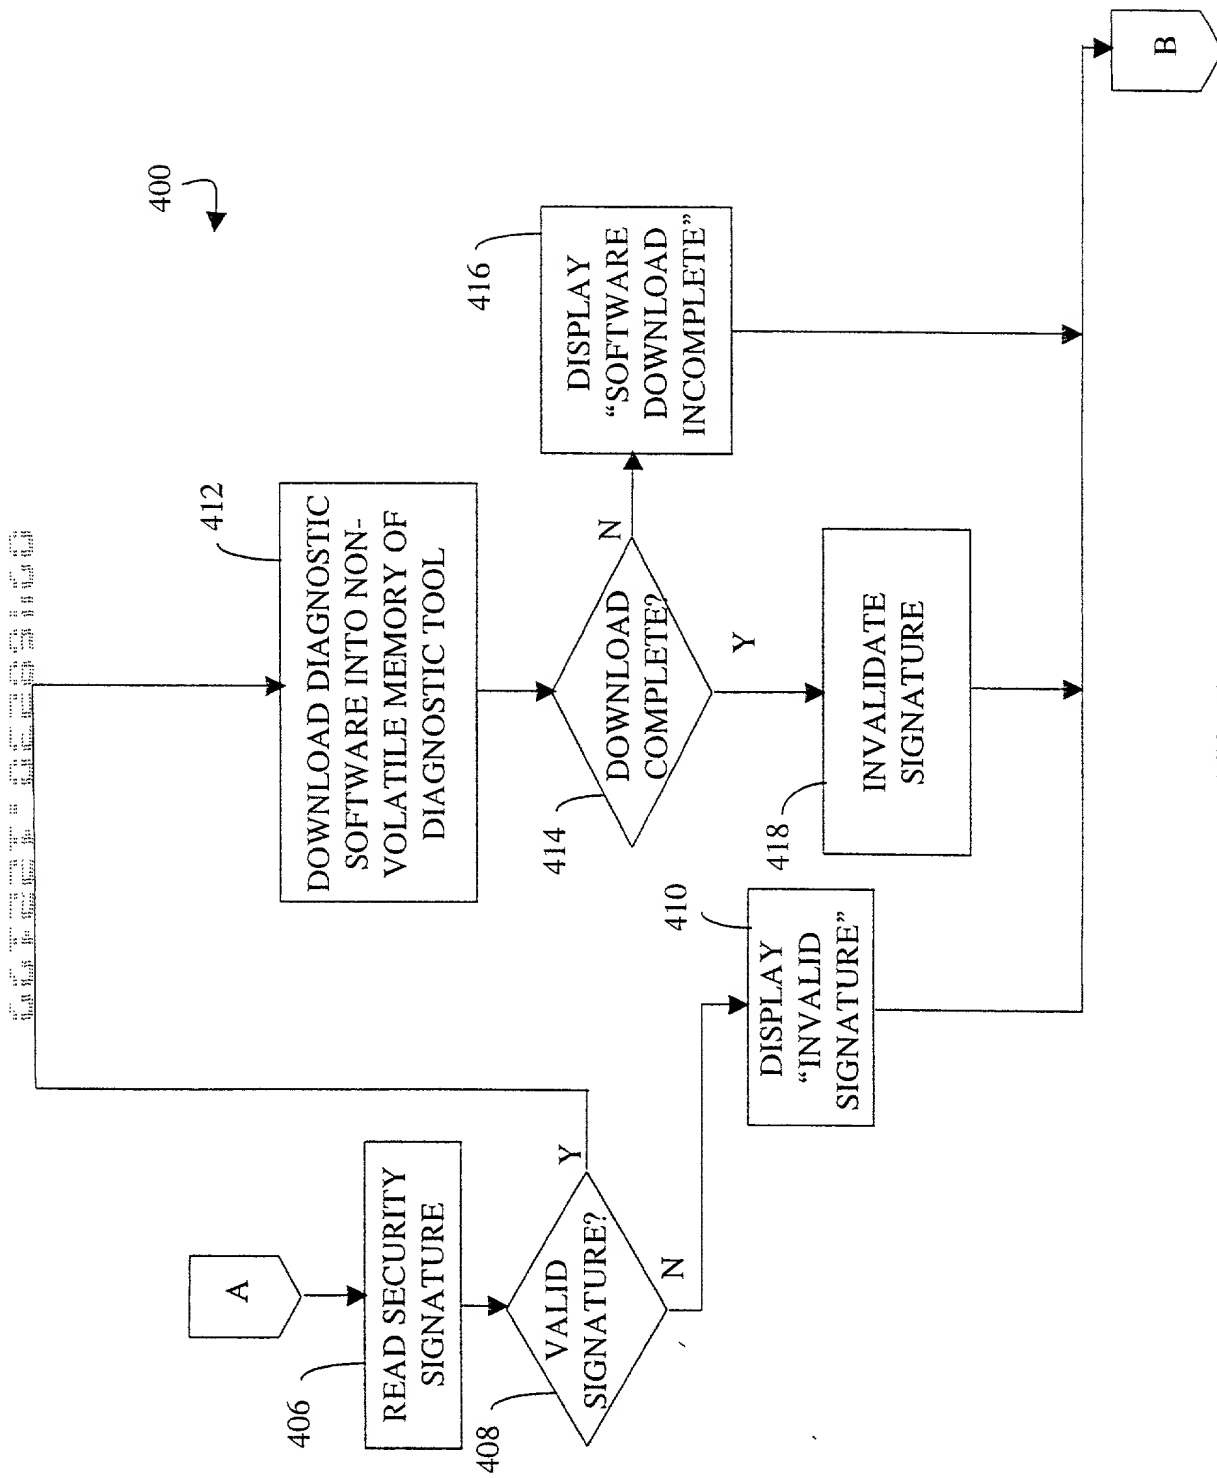 400
A
406
READ SECURITY
SIGNATURE
408
VALID
SIGNATURE?
Y
N
410
DISPLAY
“INVALID
SIGNATURE”
412
DOWNLOAD DIAGNOSTIC
SOFTWARE INTO NON-
VOLATILE MEMORY OF
DIAGNOSTIC TOOL
414
DOWNLOAD
COMPLETE?
N
Y
416
DISPLAY
“SOFTWARE
DOWNLOAD
INCOMPLETE”
418
INVALIDATE
SIGNATURE
B